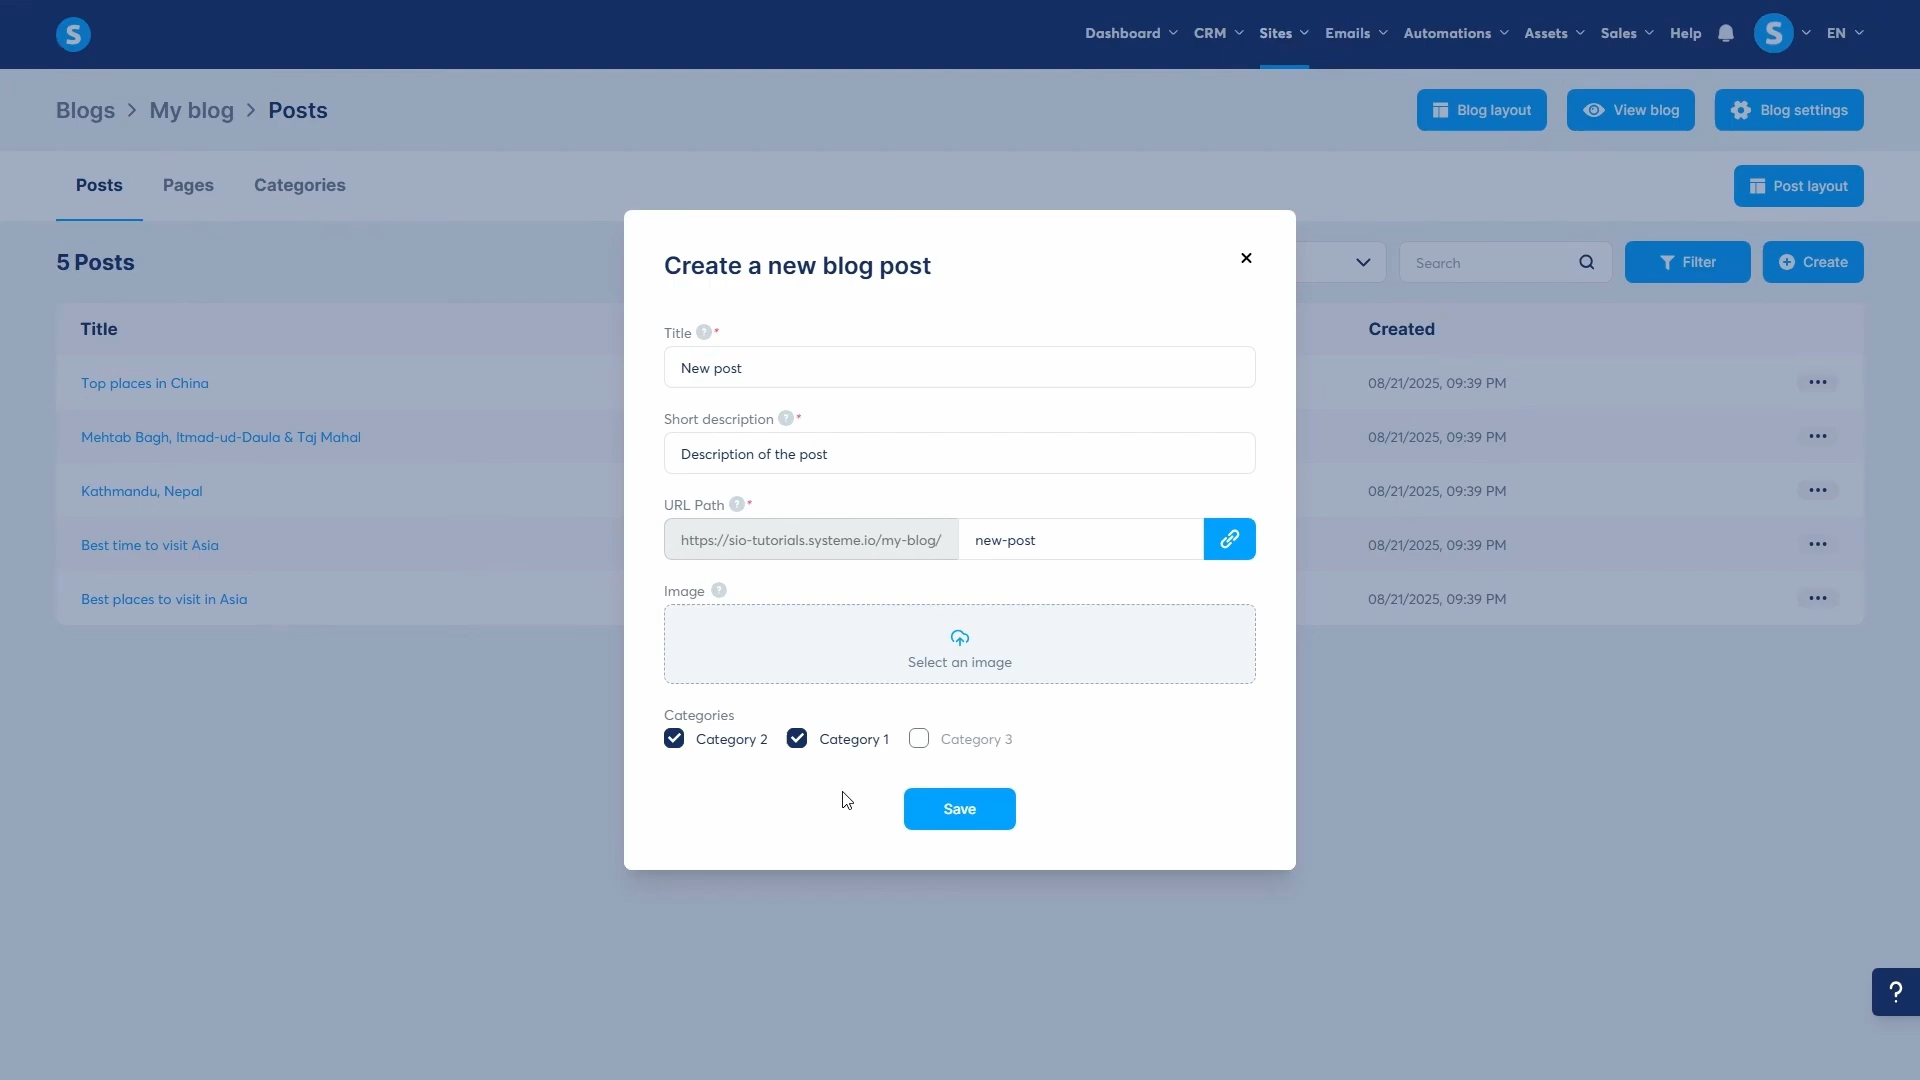 S
Dashboard CRM Sites Emails Automations Assets Sales Help S EN
Blogs > My blog > Posts
Blog layout View blog Blog settings
Posts Pages Categories
Post layout
5 Posts
Search Filter Create
Title Created
Top places in China 08/21/2025, 09:39 PM
Mehtab Bagh, Itmad-ud-Daula & Taj Mahal 08/21/2025, 09:39 PM
Kathmandu, Nepal 08/21/2025, 09:39 PM
Best time to visit Asia 08/21/2025, 09:39 PM
Best places to visit in Asia 08/21/2025, 09:39 PM
Create a new blog post
Title ? *
New post
Short description ? *
Description of the post
URL Path ? *
https://sio-tutorials.systeme.io/my-blog/ new-post
Image ?
Select an image
Categories
Category 2 Category 1 Category 3
Save
?